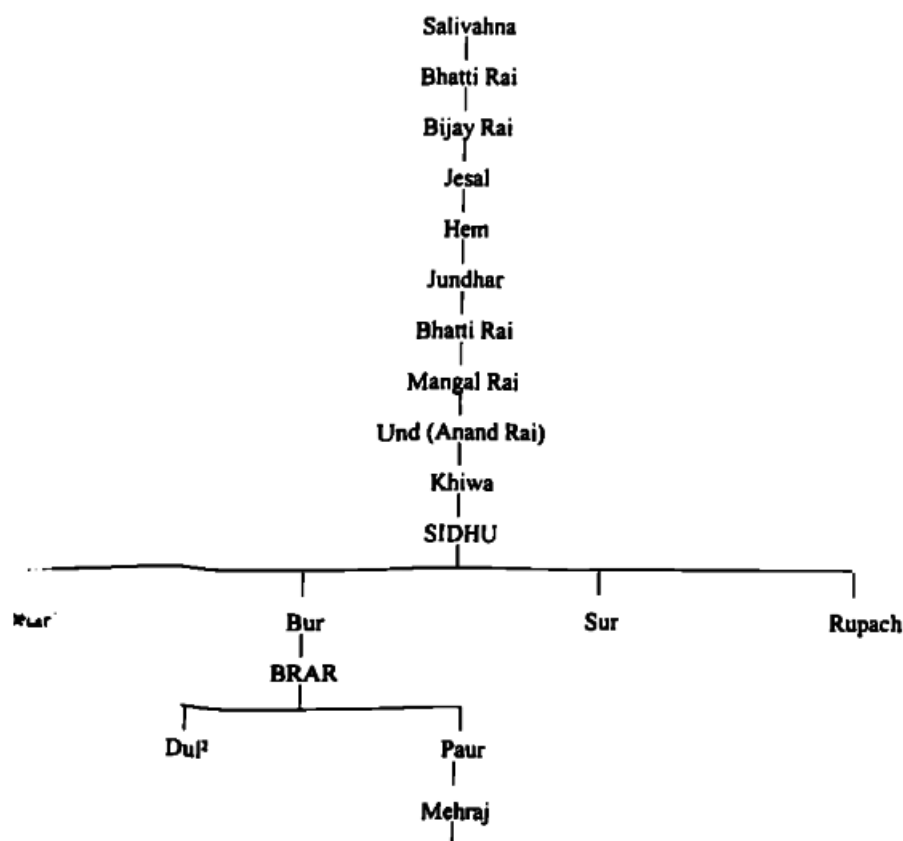 Salivahna
Bhatti Rai
Bijay Rai
Jesal
Hem
Jundhar
Bhatti Rai
Mangal Rai
Und (Anand Rai)
Khiwa
SIDHU
Bur Sur Rupach
BRAR
Dul² Paur
Mehraj